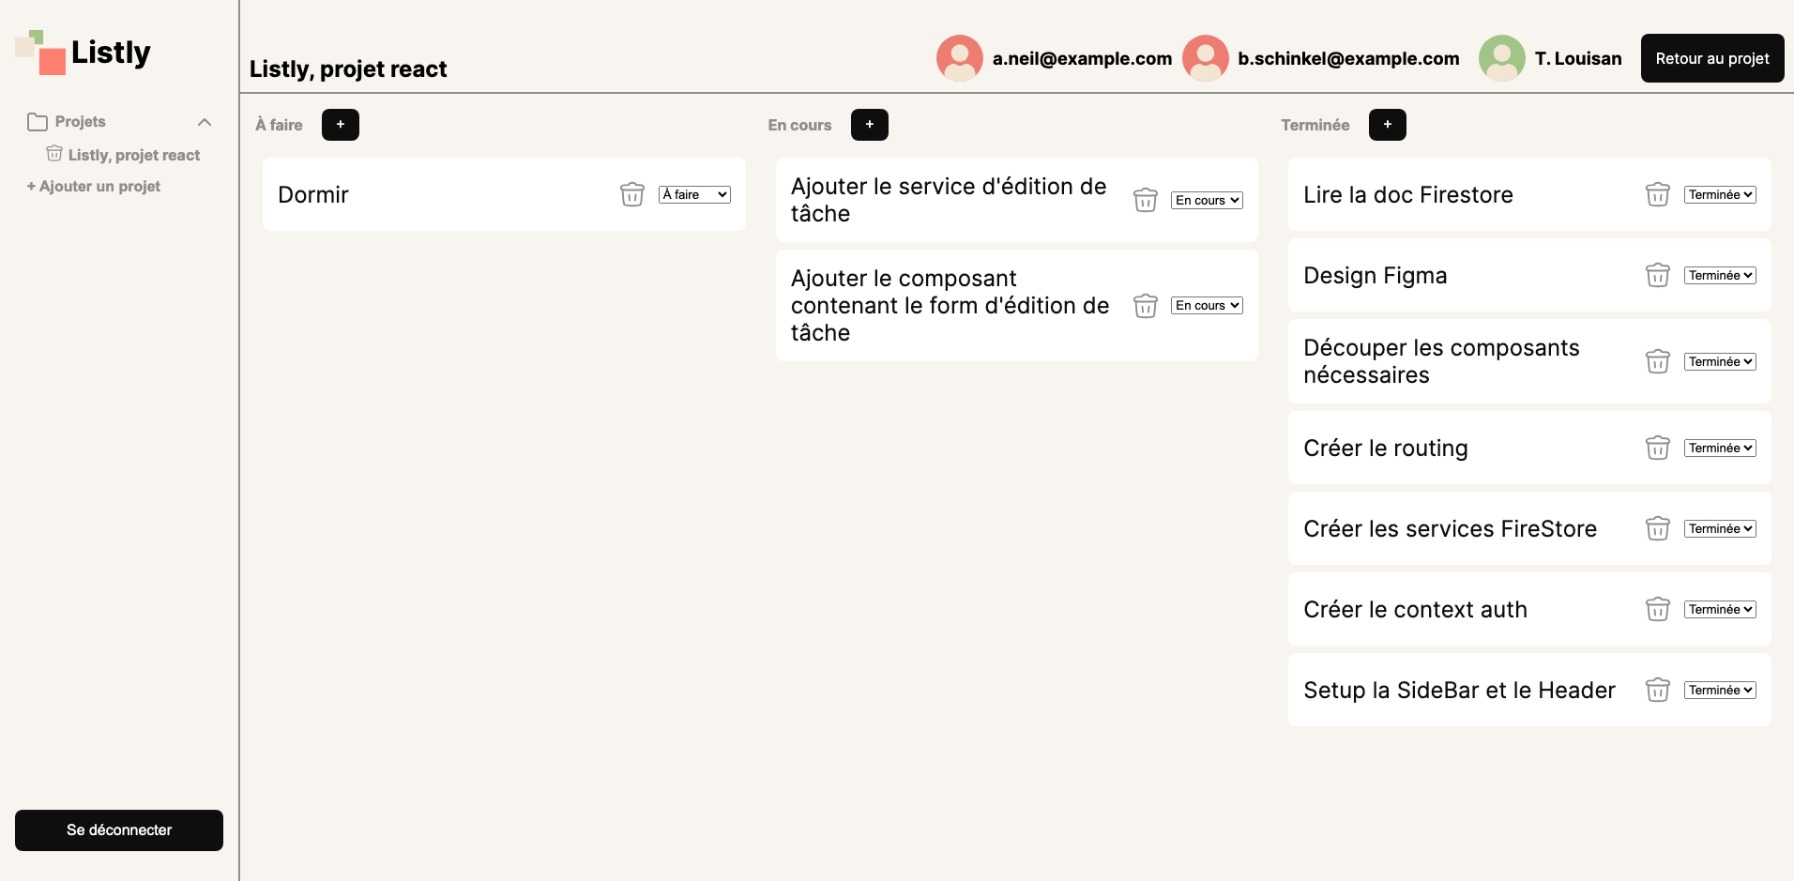 Listly
Projets
Listly, projet react
+ Ajouter un projet
Se déconnecter
Listly, projet react
a.neil@example.com
b.schinkel@example.com
T. Louisan
Retour au projet
À faire
+
Dormir
À faire
En cours
+
Ajouter le service d'édition de
tâche
En cours
Ajouter le composant
contenant le form d'édition de
tâche
En cours
Terminée
+
Lire la doc Firestore
Terminée
Design Figma
Terminée
Découper les composants
nécessaires
Terminée
Créer le routing
Terminée
Créer les services FireStore
Terminée
Créer le context auth
Terminée
Setup la SideBar et le Header
Terminée